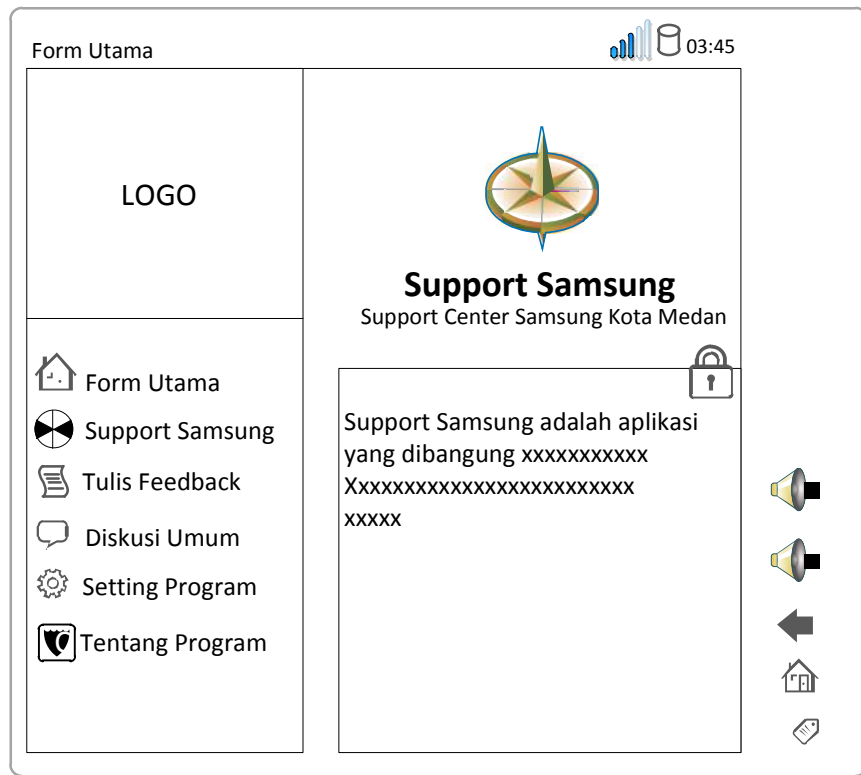 Form Utama
03:45
LOGO
Support Samsung
Support Center Samsung Kota Medan
Form Utama
Support Samsung
Tulis Feedback
Diskusi Umum
Setting Program
Tentang Program
Support Samsung adalah aplikasi
yang dibangung xxxxxxxxxxx
Xxxxxxxxxxxxxxxxxxxxxxxxx
xxxxx